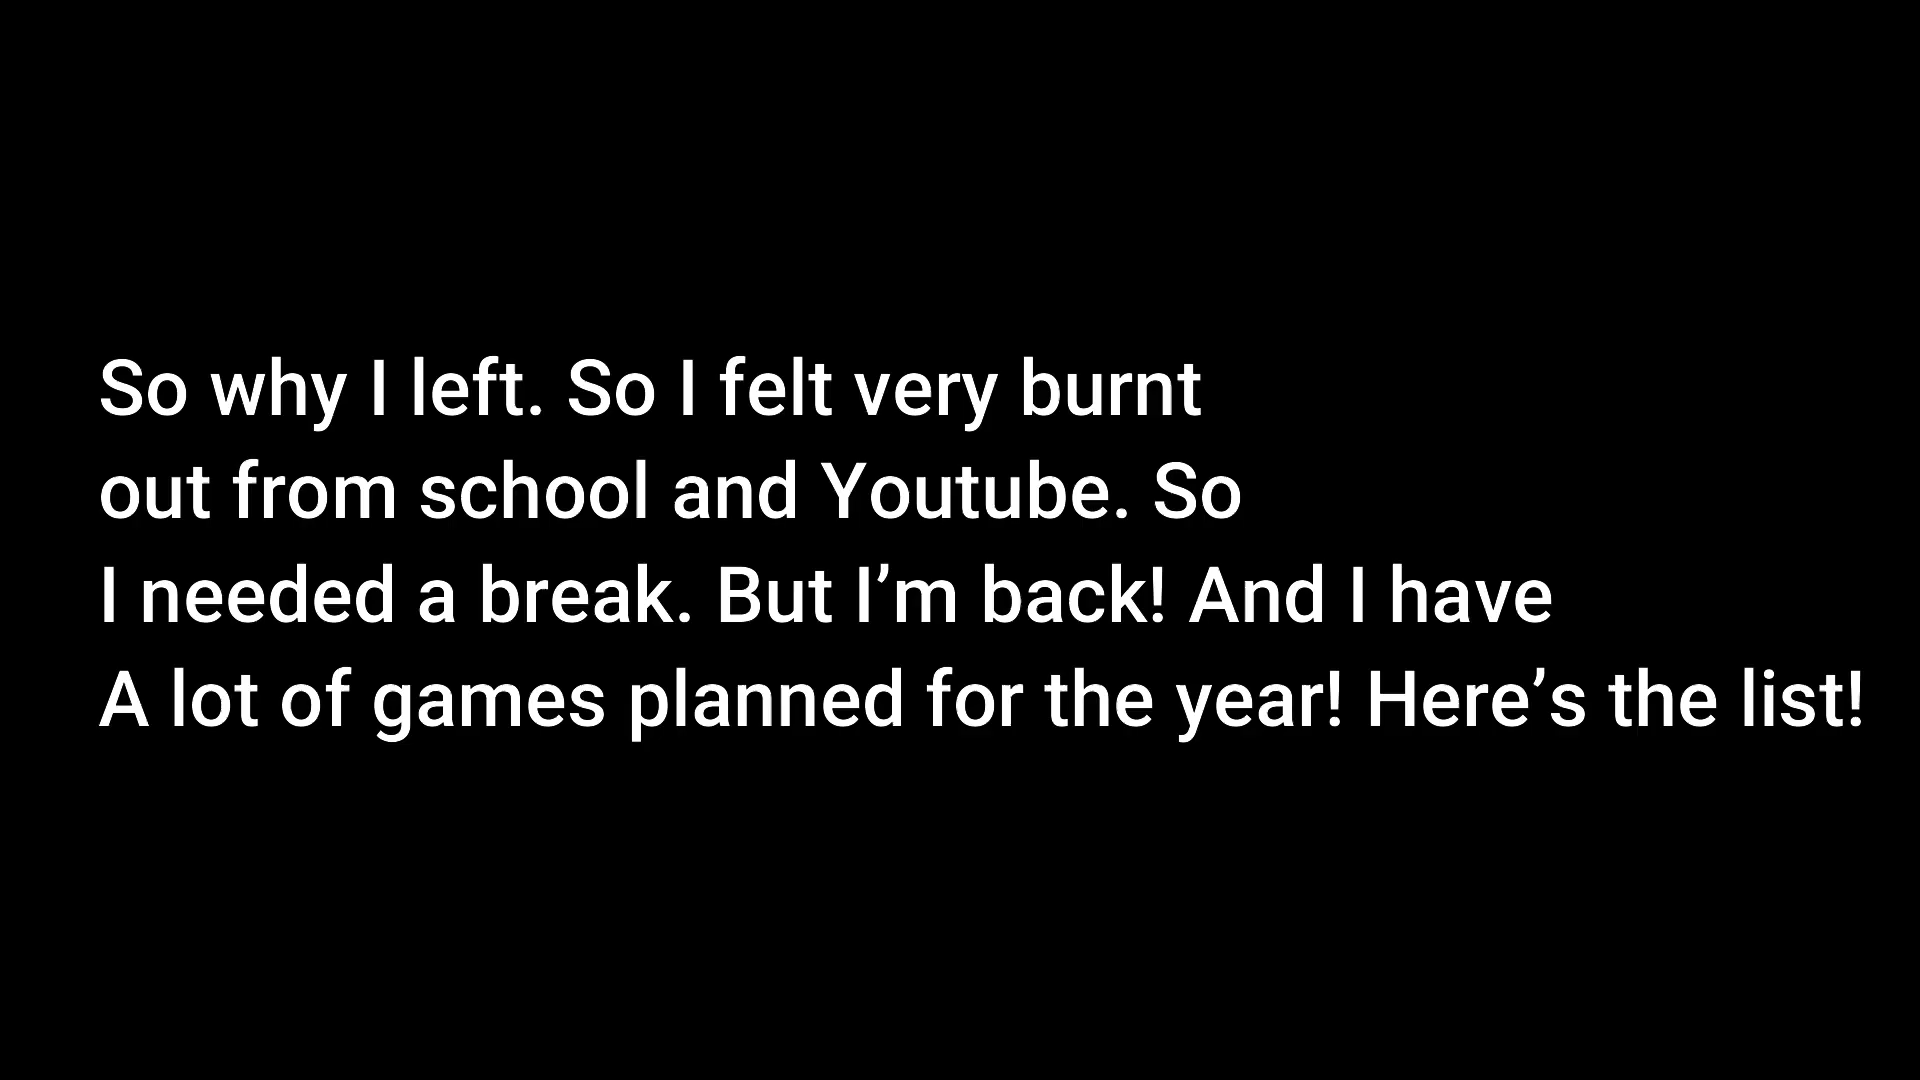 So why I left. So I felt very burnt
out from school and Youtube. So
I needed a break. But I’m back! And I have
A lot of games planned for the year! Here’s the list!